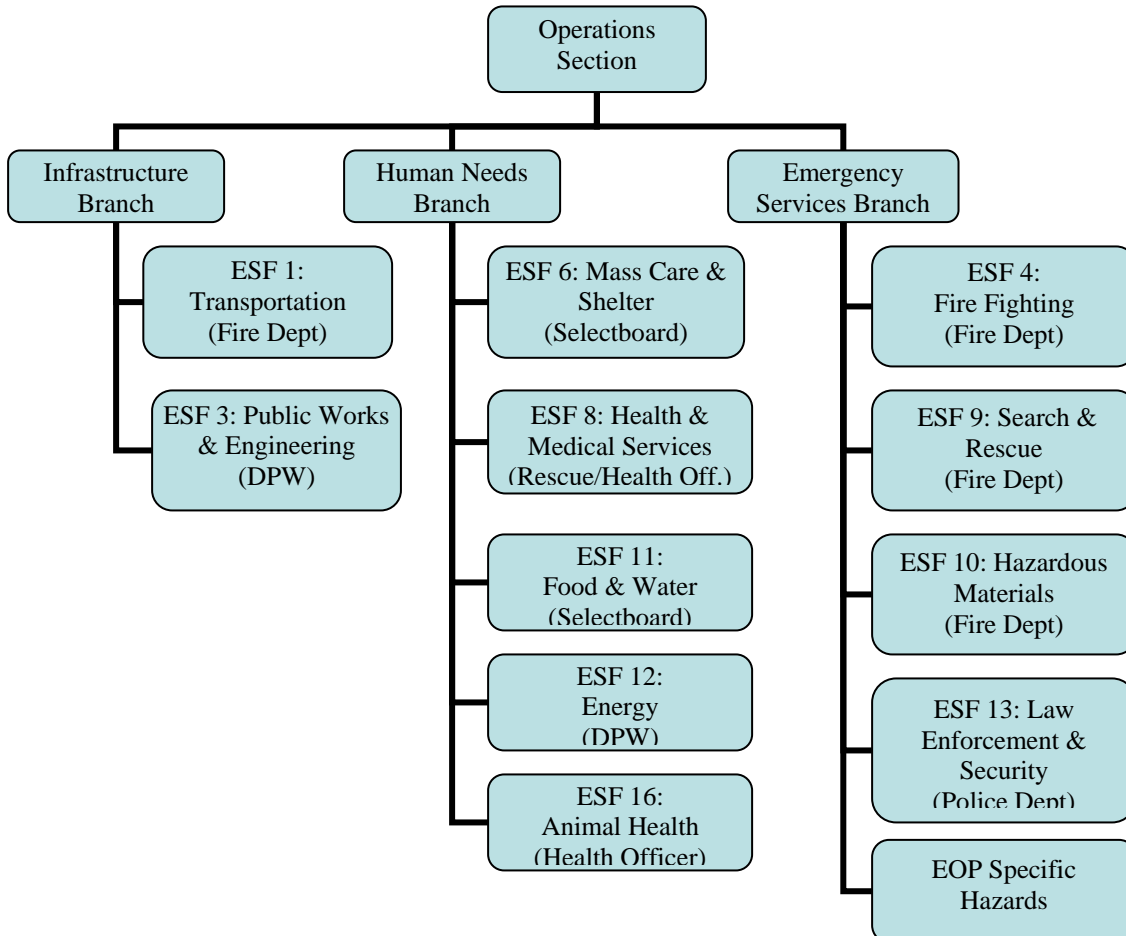 Operations
Section
Infrastructure
Branch
Human Needs
Branch
Emergency
Services Branch
ESF 1:
Transportation
(Fire Dept)
ESF 3: Public Works
& Engineering
(DPW)
ESF 6: Mass Care &
Shelter
(Selectboard)
ESF 8: Health &
Medical Services
(Rescue/Health Off.)
ESF 11:
Food & Water
(Selectboard)
ESF 12:
Energy
(DPW)
ESF 16:
Animal Health
(Health Officer)
ESF 4:
Fire Fighting
(Fire Dept)
ESF 9: Search &
Rescue
(Fire Dept)
ESF 10: Hazardous
Materials
(Fire Dept)
ESF 13: Law
Enforcement &
Security
(Police Dept)
EOP Specific
Hazards